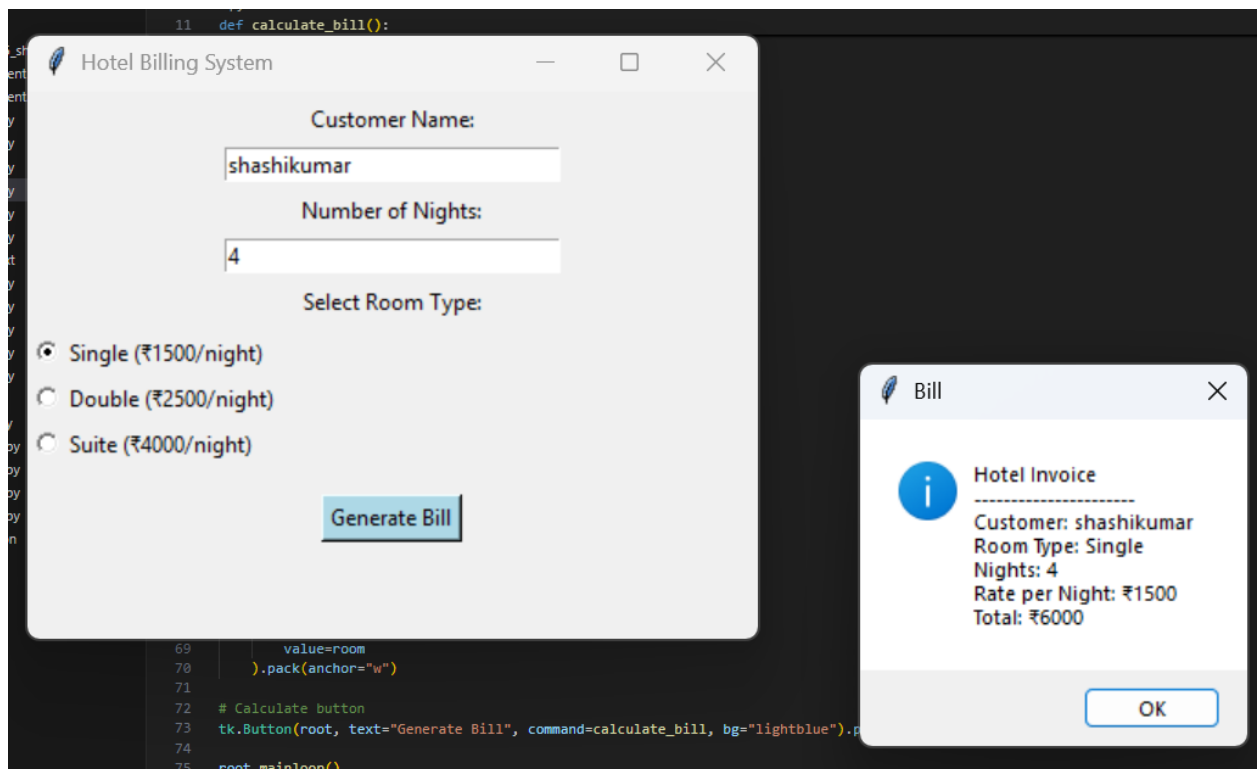 11 def calculate_bill():
Hotel Billing System
Customer Name:
shashikumar
Number of Nights:
4
Select Room Type:
Single (₹1500/night)
Double (₹2500/night)
Suite (₹4000/night)
Generate Bill
Bill
Hotel Invoice
----------------------
Customer: shashikumar
Room Type: Single
Nights: 4
Rate per Night: ₹1500
Total: ₹6000
OK
69 value=room
70 ).pack(anchor="w")
71
72 # Calculate button
73 tk.Button(root, text="Generate Bill", command=calculate_bill, bg="lightblue").p
74
75 root.mainloop()